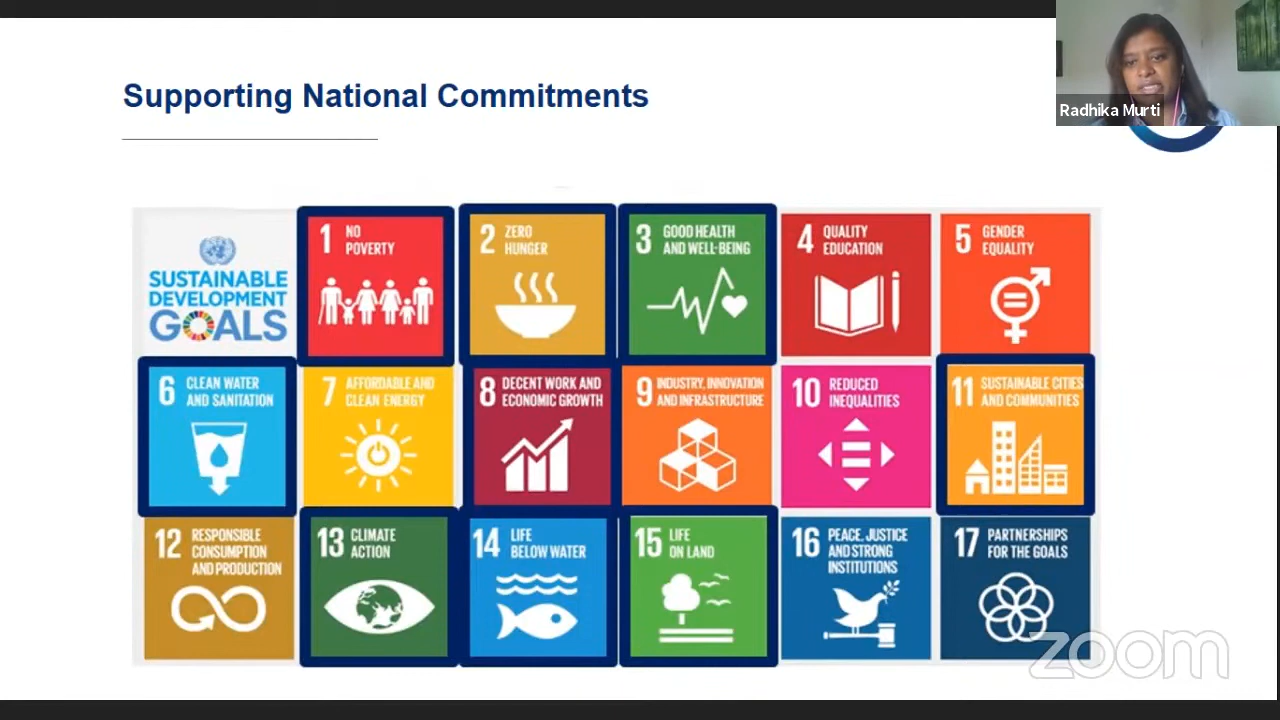 Supporting National Commitments
Radhika Murti
SUSTAINABLE
DEVELOPMENT
GOALS
1 NO
POVERTY
2 ZERO
HUNGER
3 GOOD HEALTH
AND WELL-BEING
4 QUALITY
EDUCATION
5 GENDER
EQUALITY
6 CLEAN WATER
AND SANITATION
7 AFFORDABLE AND
CLEAN ENERGY
8 DECENT WORK AND
ECONOMIC GROWTH
9 INDUSTRY, INNOVATION
AND INFRASTRUCTURE
10 REDUCED
INEQUALITIES
11 SUSTAINABLE CITIES
AND COMMUNITIES
12 RESPONSIBLE
CONSUMPTION
AND PRODUCTION
13 CLIMATE
ACTION
14 LIFE
BELOW WATER
15 LIFE
ON LAND
16 PEACE, JUSTICE
AND STRONG
INSTITUTIONS
17 PARTNERSHIPS
FOR THE GOALS
zoom